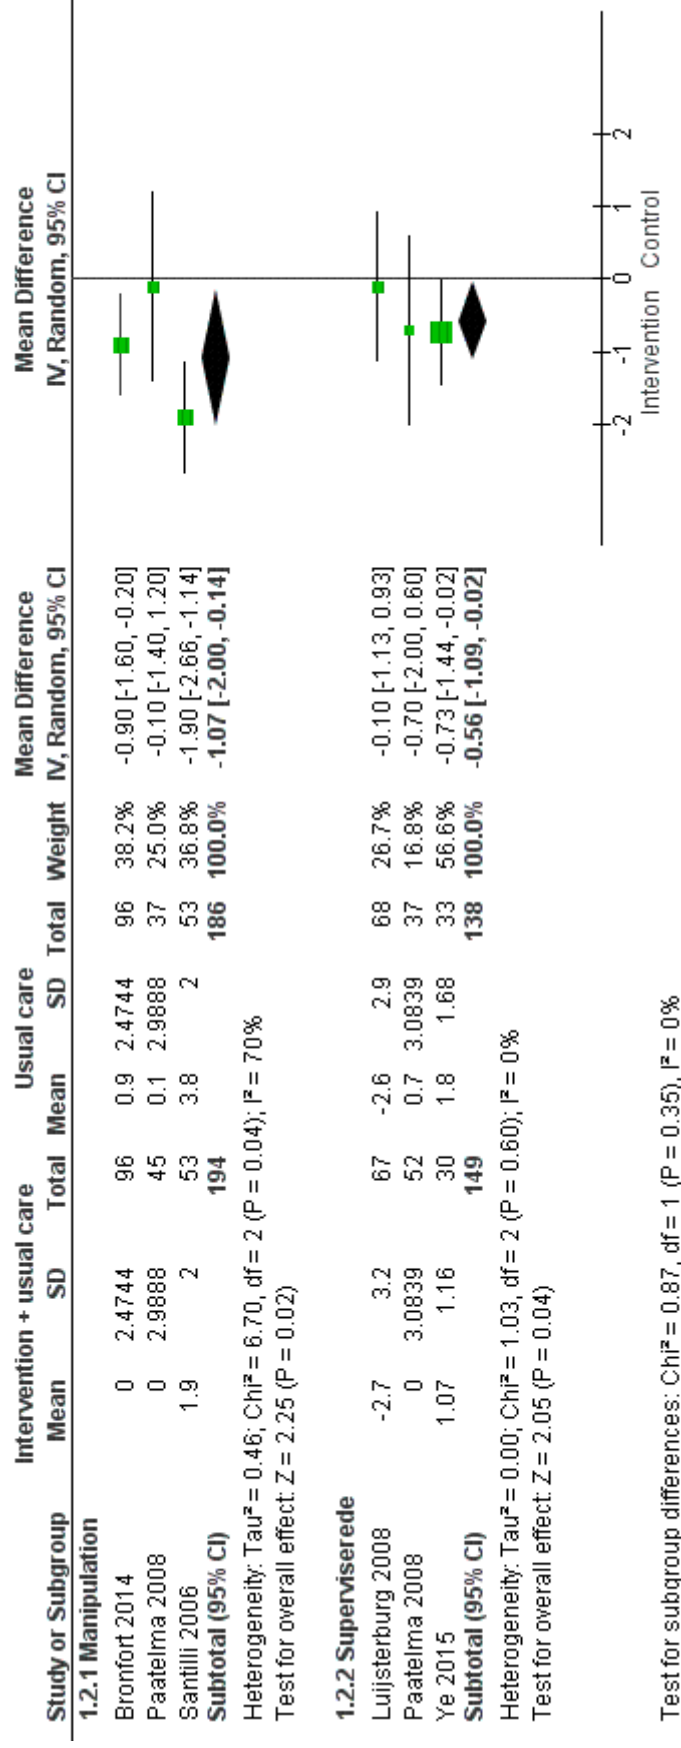 Intervention + usual care Usual care Mean Difference Mean Difference
Study or Subgroup Mean SD Total Mean SD Total Weight IV, Random, 95% CI IV, Random, 95% CI
1.2.1 Manipulation
Bronfort 2014 0 2.4744 96 0.9 2.4744 96 38.2% -0.90 [-1.60, -0.20]
Paatelma 2008 0 2.9888 45 0.1 2.9888 37 25.0% -0.10 [-1.40, 1.20]
Santilli 2006 1.9 2 53 3.8 2 53 36.8% -1.90 [-2.66, -1.14]
Subtotal (95% CI) 194 186 100.0% -1.07 [-2.00, -0.14]
Heterogeneity: Tau² = 0.46; Chi² = 6.70, df = 2 (P = 0.04); I² = 70%
Test for overall effect: Z = 2.25 (P = 0.02)
1.2.2 Superviserede
Luijsterburg 2008 -2.7 3.2 67 -2.6 2.9 68 26.7% -0.10 [-1.13, 0.93]
Paatelma 2008 0 3.0839 52 0.7 3.0839 37 16.8% -0.70 [-2.00, 0.60]
Ye 2015 1.07 1.16 30 1.8 1.68 33 56.6% -0.73 [-1.44, -0.02]
Subtotal (95% CI) 149 138 100.0% -0.56 [-1.09, -0.02]
Heterogeneity: Tau² = 0.00; Chi² = 1.03, df = 2 (P = 0.60); I² = 0%
Test for overall effect: Z = 2.05 (P = 0.04)
-2 -1 0 1 2
Intervention Control
Test for subgroup differences: Chi² = 0.87, df = 1 (P = 0.35), I² = 0%